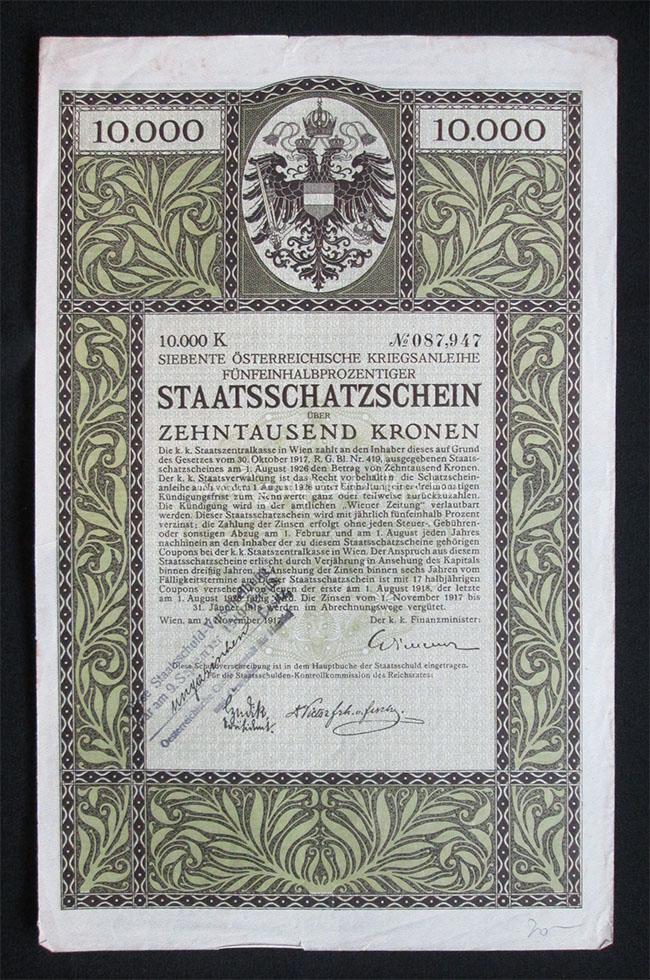 10.000
10.000
10.000 K
№ 087,947
SIEBENTE ÖSTERREICHISCHE KRIEGSANLEIHE
FÜNFEINHALBPROZENTIGER
STAATSSCHATZSCHEIN
ÜBER
ZEHNTAUSEND KRONEN
Die k. k. Staatszentralkasse in Wien zahlt an den Inhaber dieses auf Grund
des Gesetzes vom 30. Oktober 1917, R. G. Bl. Nr. 419, ausgegebenen Staats-
schatzscheines am 1. August 1926 den Betrag von Zehntausend Kronen.
Der k. k. Staatsverwaltung ist das Recht vorbehalten die Schatzschein-
anleihe auch vor dem 1. August 1926 unter Einhaltung einer dreimonatigen
Kündigungsfrist zum Nennwerte ganz oder teilweise zurückzuzahlen.
Die Kündigung wird in der amtlichen „Wiener Zeitung" verlautbart
werden. Dieser Staatsschatzschein wird mit jährlich fünfeinhalb Prozent
verzinst; die Zahlung der Zinsen erfolgt ohne jeden Steuer-, Gebühren-
oder sonstigen Abzug am 1. Februar und am 1. August jeden Jahres
nachhinein an den Inhaber der zu diesem Staatsschatzscheine gehörigen
Coupons bei der k. k. Staatszentralkasse in Wien. Der Anspruch aus diesem
Staatsschatzscheine erlischt durch Verjährung in Ansehung des Kapitals
binnen dreißig Jahren, in Ansehung der Zinsen binnen sechs Jahren vom
Fälligkeitstermine an. Dieser Staatsschatzschein ist mit 17 halbjährigen
Coupons versehen, von denen der erste am 1. August 1918, der letzte
am 1. August 1926 fällig wird. Die Zinsen vom 1. November 1917 bis
31. Jänner 1918 werden im Abrechnungswege vergütet.
Wien, am 1. November 1917
Der k. k. Finanzminister:
Wimmer
Diese Schuldverschreibung ist in dem Hauptbuche der Staatsschuld eingetragen.
Für die Staatsschulden-Kontrollkommission des Reichsrates:
Staatsschuld-
am 9. S
Oesterreichische
20